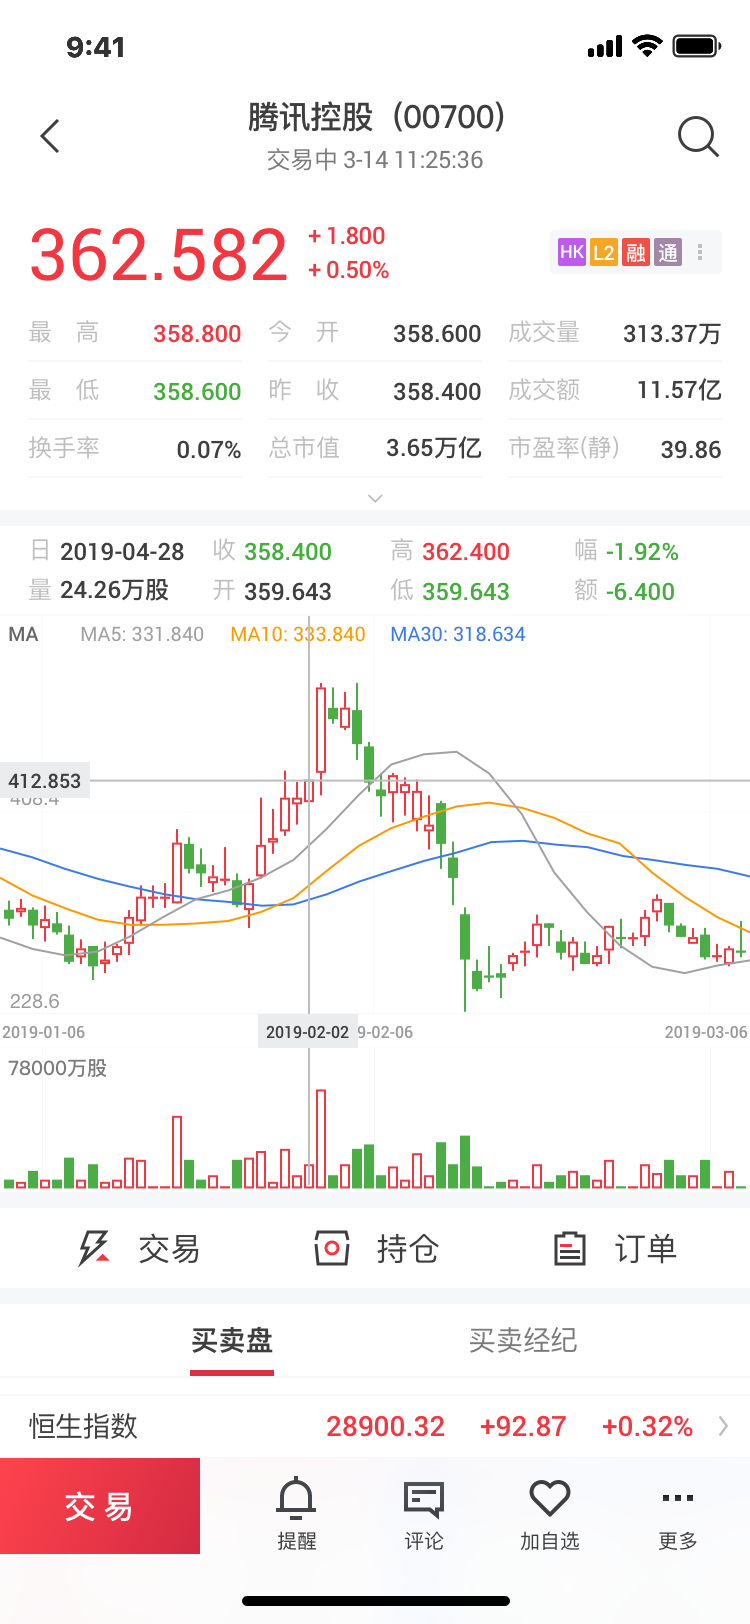 9:41
腾讯控股（00700）
交易中 3-14 11:25:36
362.582
+ 1.800
+ 0.50%
HK L2 融 通
最 高 358.800 今 开 358.600 成交量 313.37万
最 低 358.600 昨 收 358.400 成交额 11.57亿
换手率 0.07% 总市值 3.65万亿 市盈率(静) 39.86
日 2019-04-28 收 358.400 高 362.400 幅 -1.92%
量 24.26万股 开 359.643 低 359.643 额 -6.400
MA MA5: 331.840 MA10: 333.840 MA30: 318.634
412.853
408.4
228.6
2019-01-06 2019-02-02 9-02-06 2019-03-06
78000万股
交易 持仓 订单
买卖盘 买卖经纪
恒生指数 28900.32 +92.87 +0.32%
交 易
提醒 评论 加自选 更多